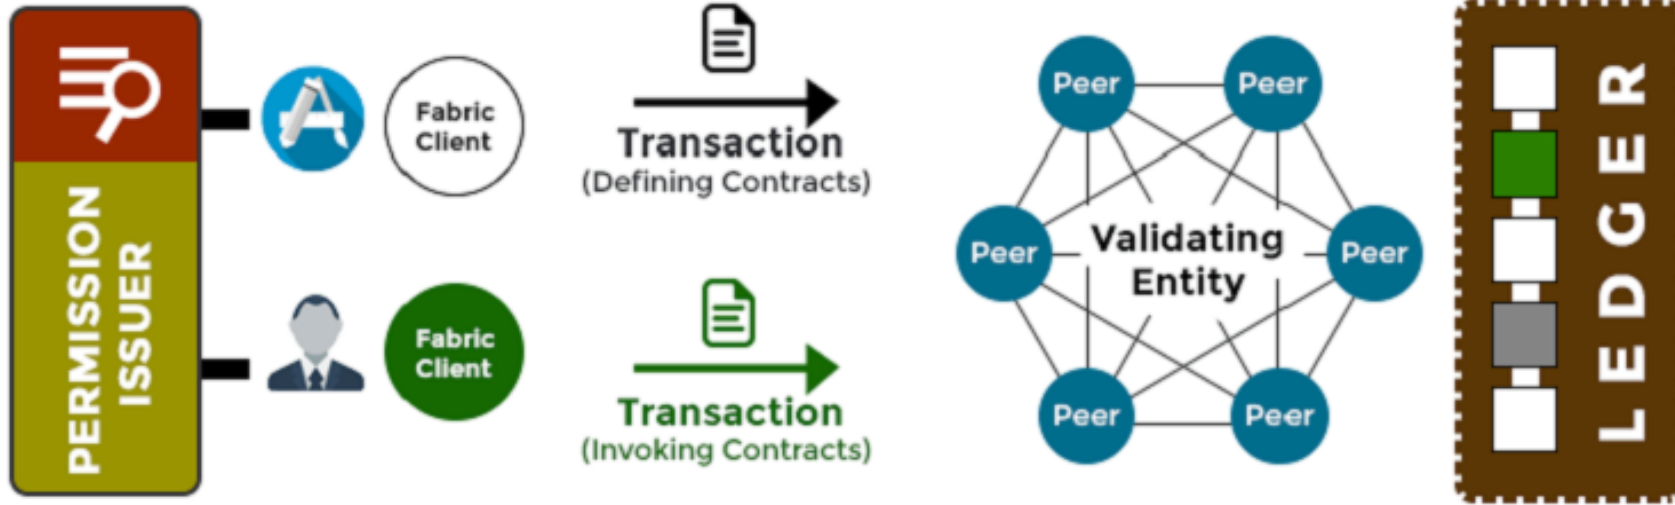 PERMISSION
ISSUER
Fabric
Client
Transaction
(Defining Contracts)
Fabric
Client
Transaction
(Invoking Contracts)
Peer
Peer
Peer
Validating
Entity
Peer
Peer
Peer
LEDGER